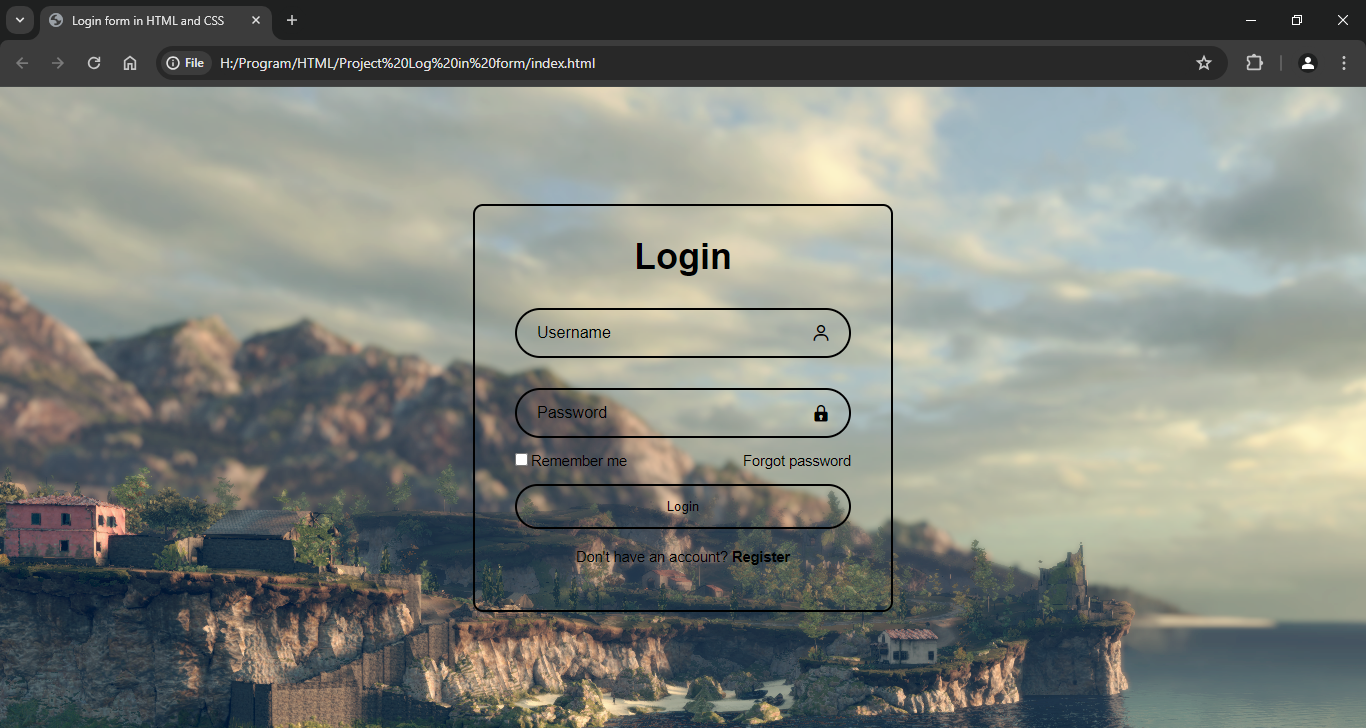 Login form in HTML and CSS
File H:/Program/HTML/Project%20Log%20in%20form/index.html
Login
Username
Password
Remember me Forgot password
Login
Don't have an account? Register